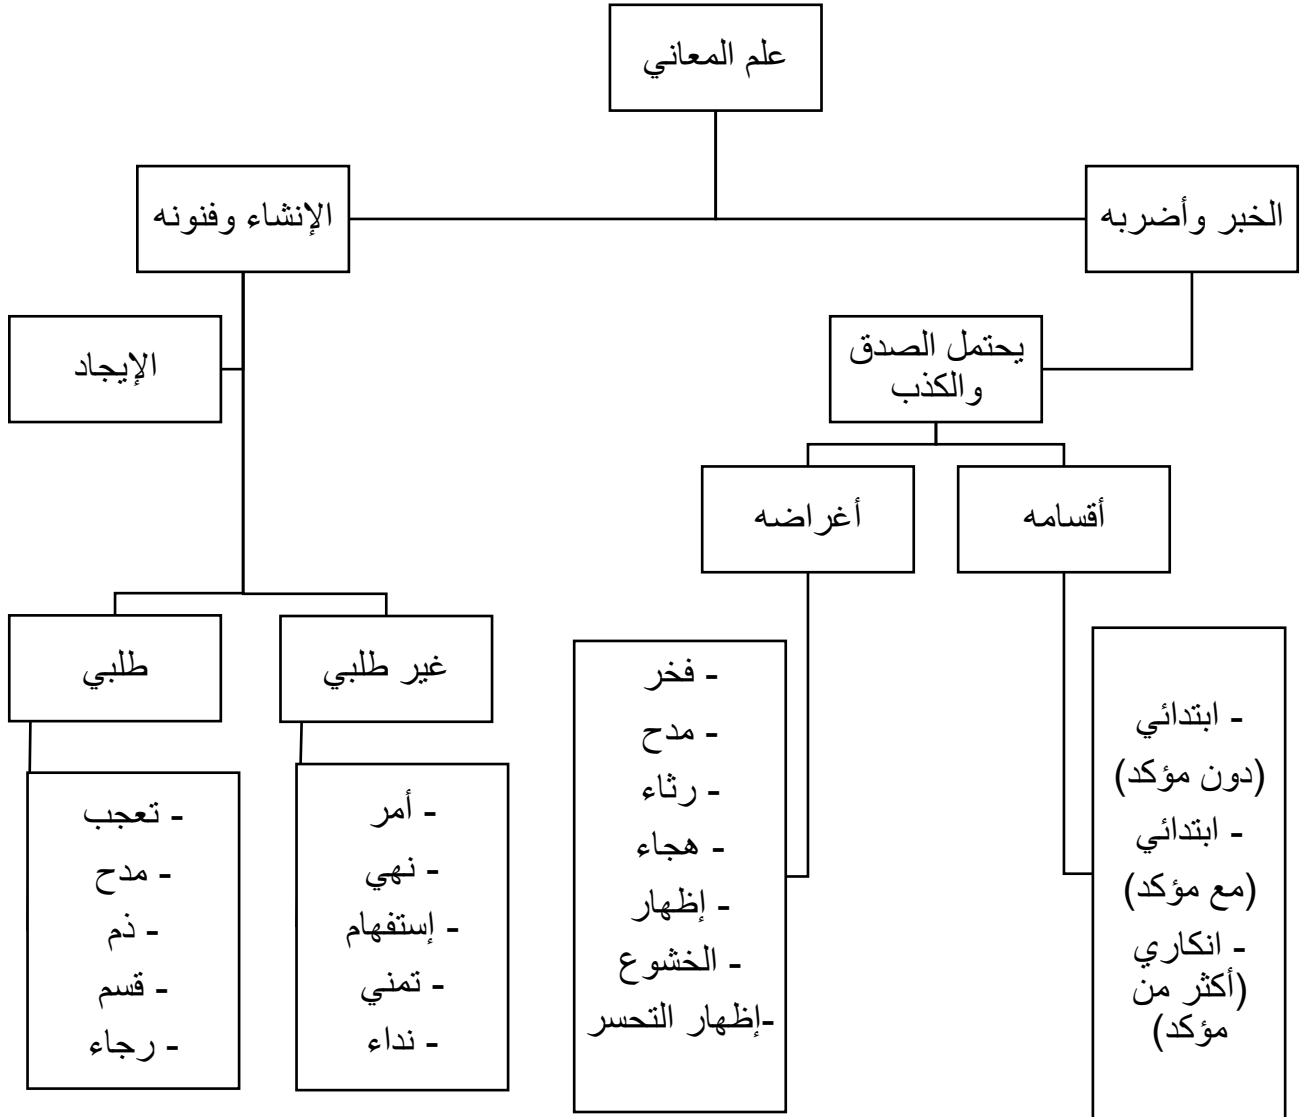 علم المعاني
الخبر وأضربه
الإنشاء وفنونه
يحتمل الصدق
والكذب
الإيجاد
أقسامه
أغراضه
غير طلبي
طلبي
- ابتدائي
(دون مؤكد)
- ابتدائي
(مع مؤكد)
- انكاري
(أكثر من
مؤكد)
- فخر
- مدح
- رثاء
- هجاء
- إظهار
- الخشوع
-إظهار التحسر
- أمر
- نهي
- إستفهام
- تمني
- نداء
- تعجب
- مدح
- ذم
- قسم
- رجاء